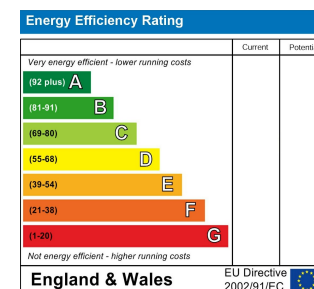 Energy Efficiency Rating
Current Potenti
Very energy efficient - lower running costs
(92 plus) A
(81-91) B
(69-80) C
(55-68) D
(39-54) E
(21-38) F
(1-20) G
Not energy efficient - higher running costs
England & Wales
EU Directive
2002/91/EC